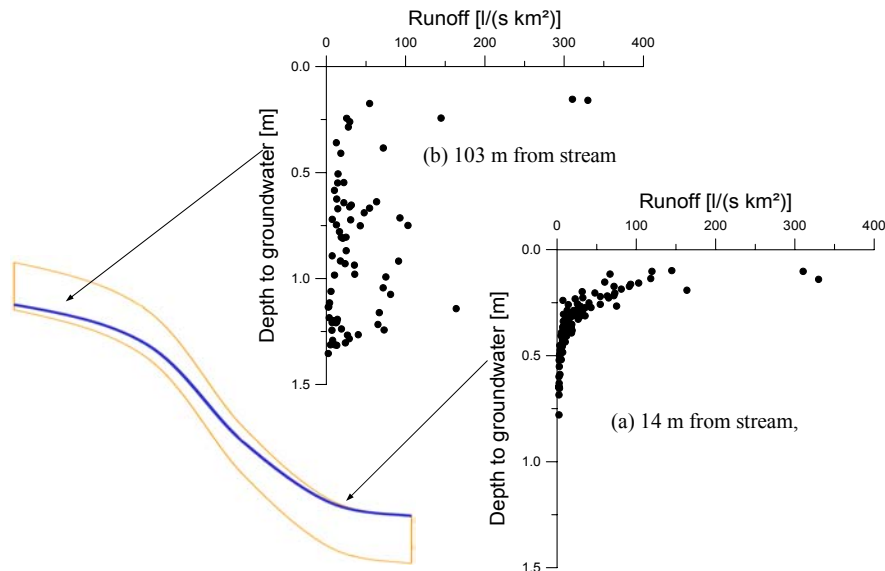 Runoff [l/(s km²)]
0 100 200 300 400
0.0
0.5
1.0
1.5
Depth to groundwater [m]
(b) 103 m from stream
Runoff [l/(s km²)]
0 100 200 300 400
0.0
0.5
1.0
1.5
Depth to groundwater [m]
(a) 14 m from stream,